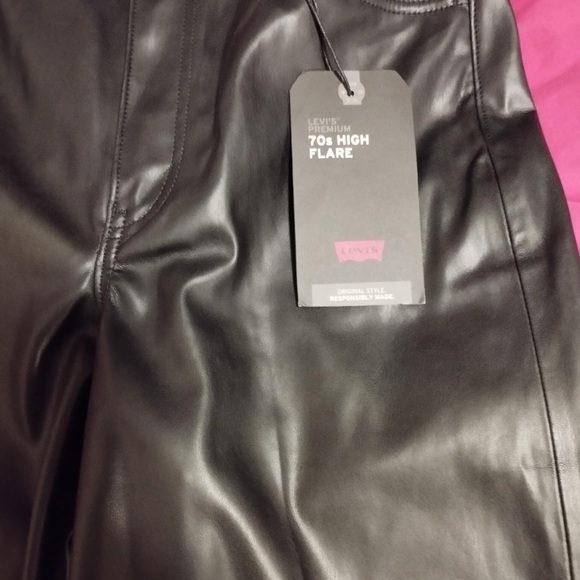 LEVI'S®
PREMIUM
70s HIGH
FLARE
LEVI'S
ORIGINAL STYLE.
RESPONSIBLY MADE.